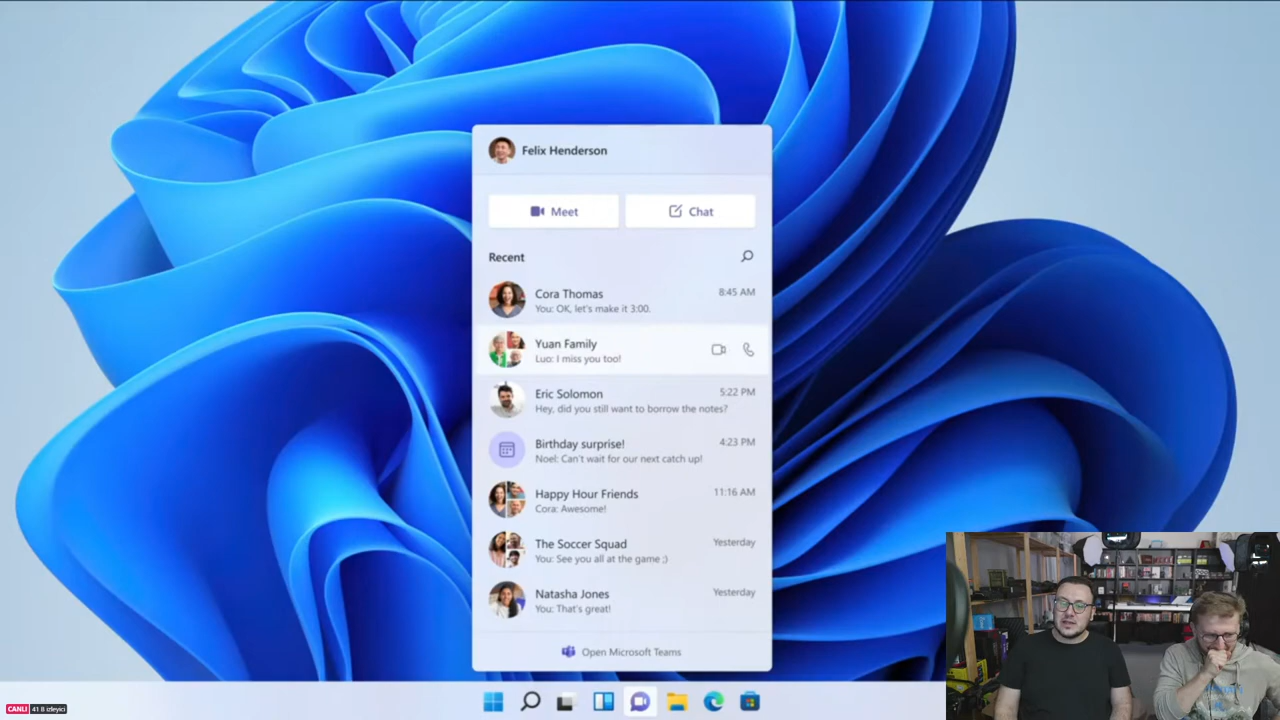 Felix Henderson
Meet
Chat
Recent
Cora Thomas
8:45 AM
You: OK, let's make it 3:00.
Yuan Family
Luo: I miss you too!
Eric Solomon
5:22 PM
Hey, did you still want to borrow the notes?
Birthday surprise!
4:23 PM
Noel: Can't wait for our next catch up!
Happy Hour Friends
11:16 AM
Cora: Awesome!
The Soccer Squad
Yesterday
You: See you all at the game ;)
Natasha Jones
Yesterday
You: That's great!
Open Microsoft Teams
CANLI
41 B izleyici